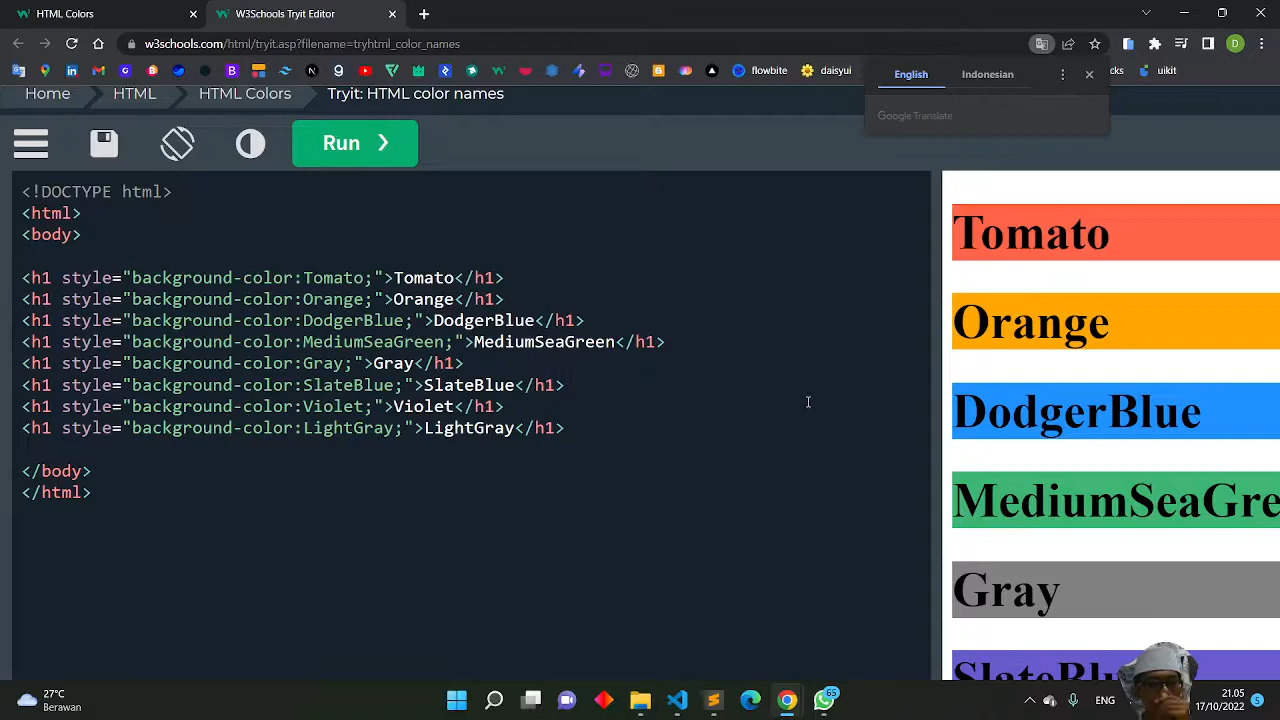 HTML Colors
W3Schools Tryit Editor
w3schools.com/html/tryit.asp?filename=tryhtml_color_names
D
flowbite
daisyui
cks
uikit
English
Indonesian
Google Translate
Home
HTML
HTML Colors
Tryit: HTML color names
Run ❯
<!DOCTYPE html>
<html>
<body>
<h1 style="background-color:Tomato;">Tomato</h1>
<h1 style="background-color:Orange;">Orange</h1>
<h1 style="background-color:DodgerBlue;">DodgerBlue</h1>
<h1 style="background-color:MediumSeaGreen;">MediumSeaGreen</h1>
<h1 style="background-color:Gray;">Gray</h1>
<h1 style="background-color:SlateBlue;">SlateBlue</h1>
<h1 style="background-color:Violet;">Violet</h1>
<h1 style="background-color:LightGray;">LightGray</h1>
</body>
</html>
Tomato
Orange
DodgerBlue
MediumSeaGre
Gray
SlateBlu
27°C
Berawan
65
ENG
21.05
17/10/2022
5